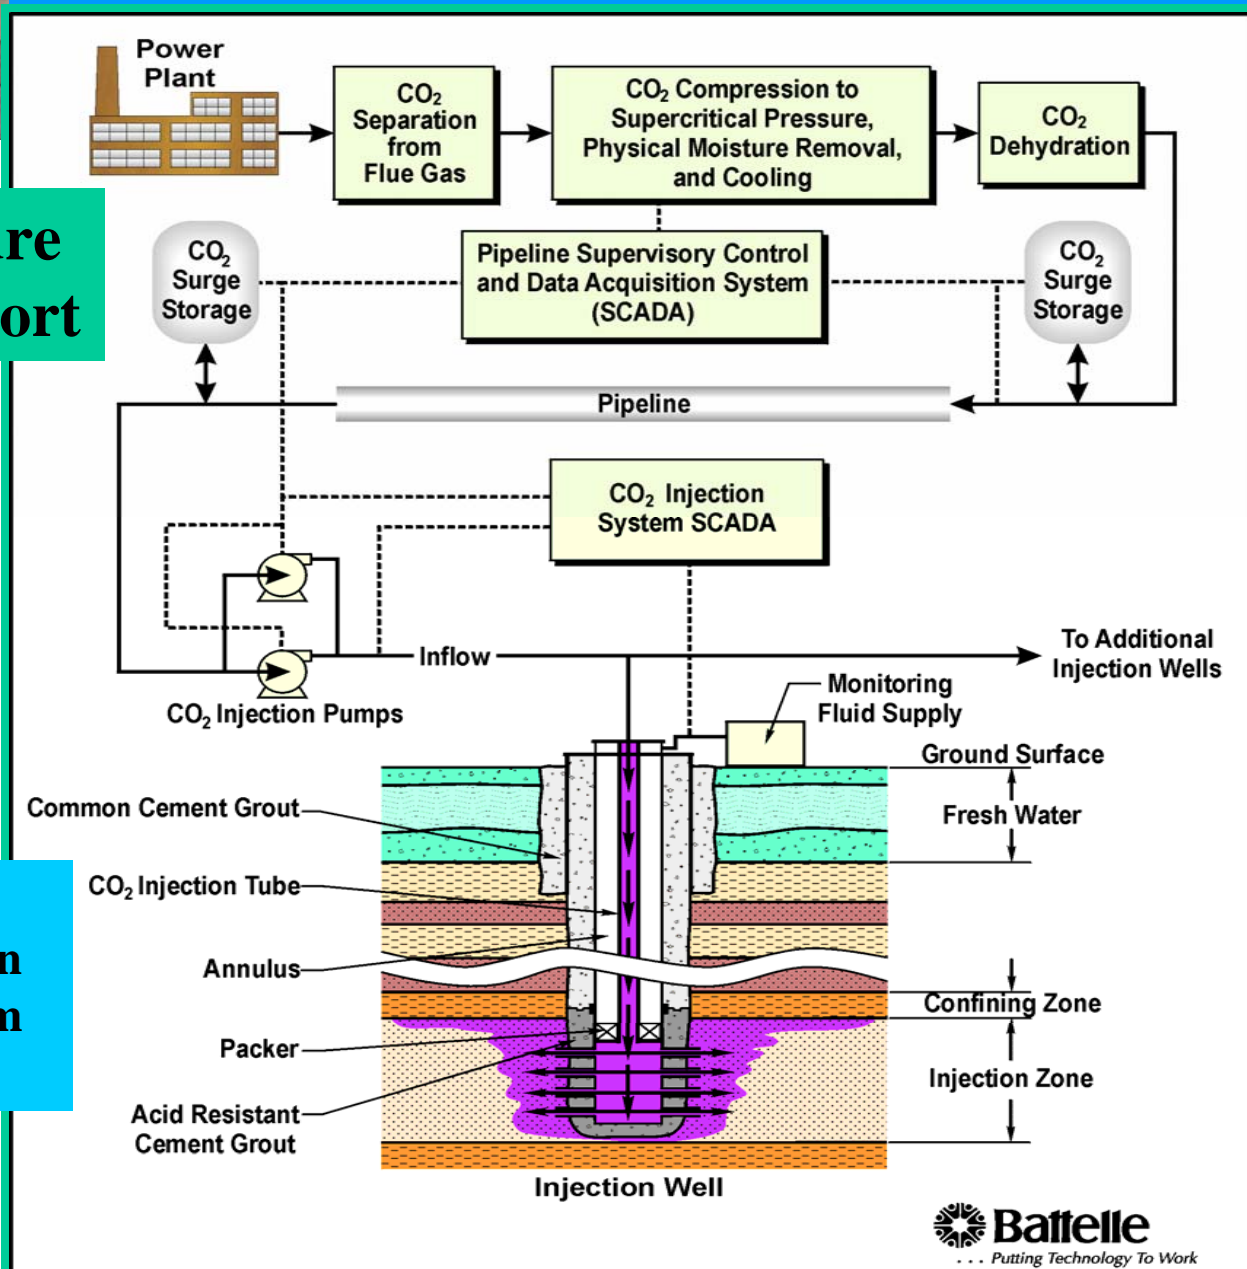 Power
Plant
CO2
Separation
from
Flue Gas
CO2 Compression to
Supercritical Pressure,
Physical Moisture Removal,
and Cooling
CO2
Dehydration
CO2
Surge
Storage
Pipeline Supervisory Control
and Data Acquisition System
(SCADA)
CO2
Surge
Storage
Pipeline
CO2 Injection
System SCADA
Inflow
To Additional
Injection Wells
CO2 Injection Pumps
Monitoring
Fluid Supply
Ground Surface
Common Cement Grout
Fresh Water
CO2 Injection Tube
Annulus
Confining Zone
Packer
Injection Zone
Acid Resistant
Cement Grout
Injection Well
Battelle
. . . Putting Technology To Work